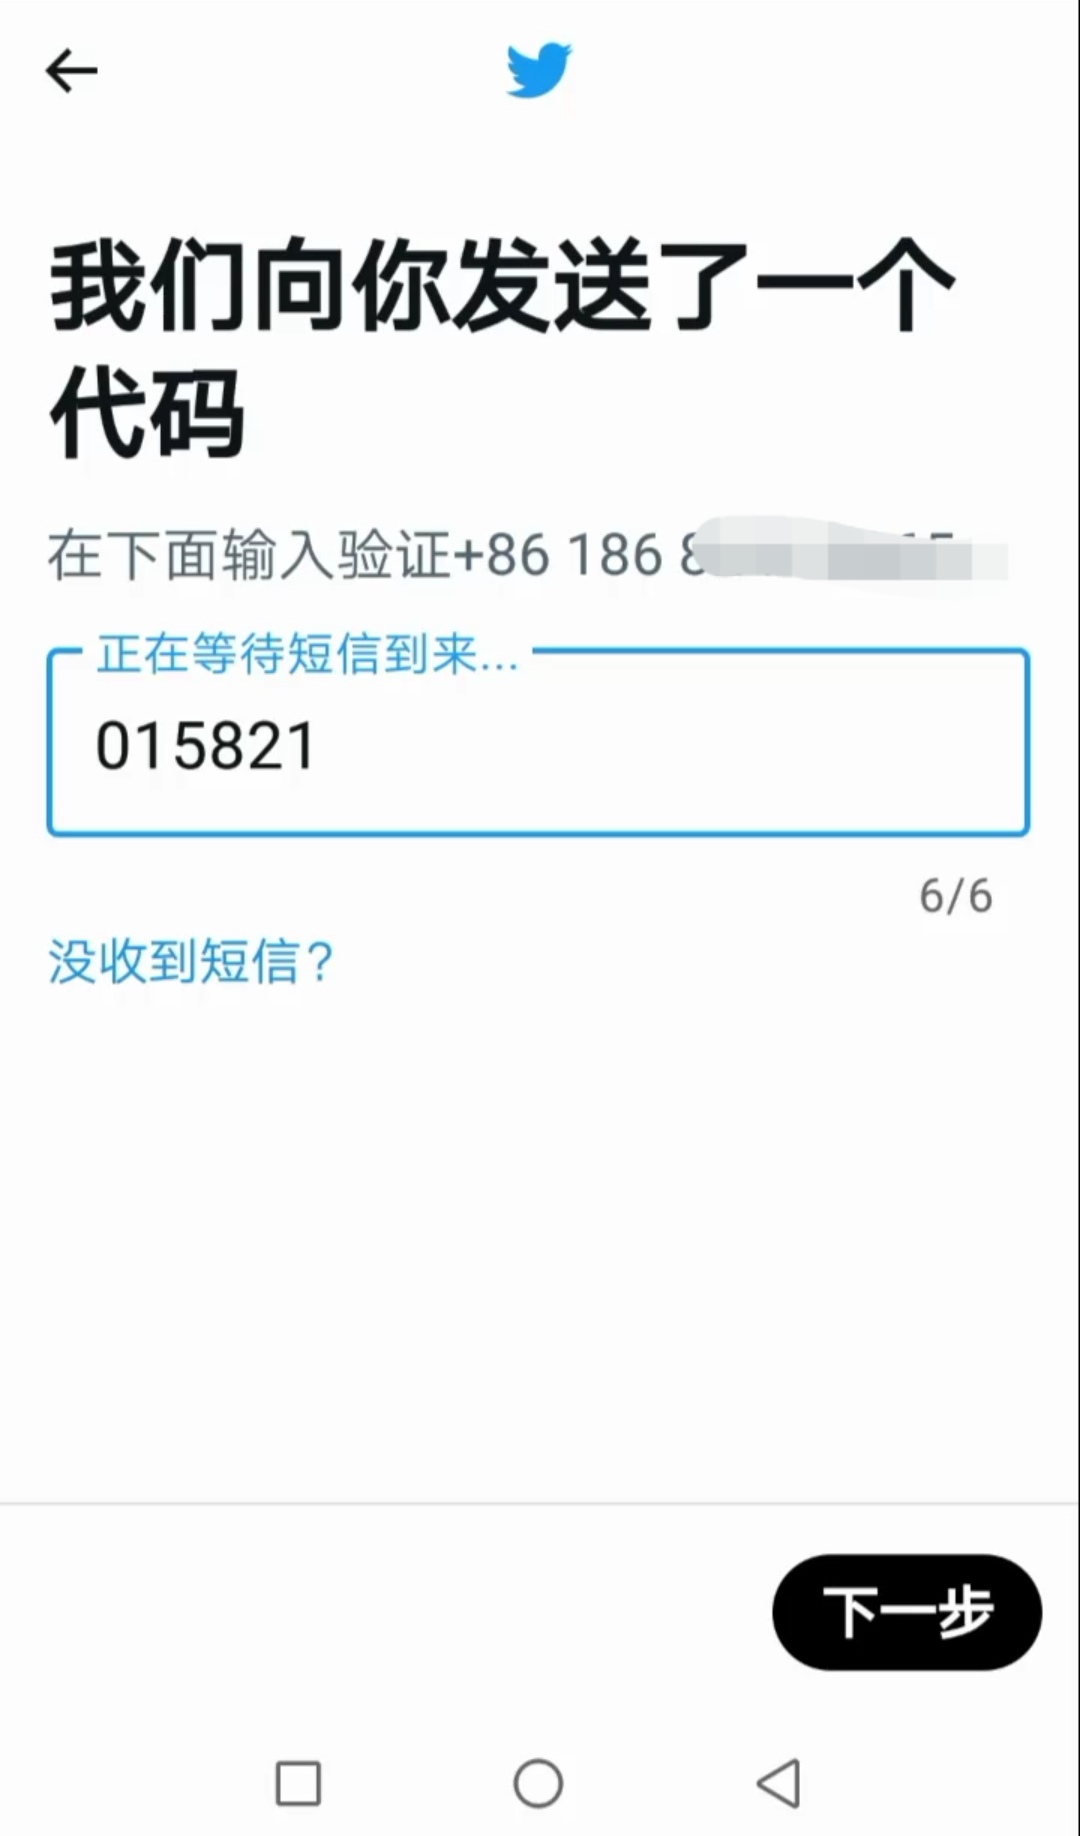 我们向你发送了一个
代码
在下面输入验证+86 186
正在等待短信到来...
015821
6/6
没收到短信？
下一步